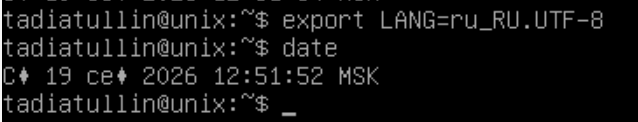 tadiatullin@unix:~$ export LANG=ru_RU.UTF-8
tadiatullin@unix:~$ date
С♦ 19 се♦ 2026 12:51:52 MSK
tadiatullin@unix:~$ _